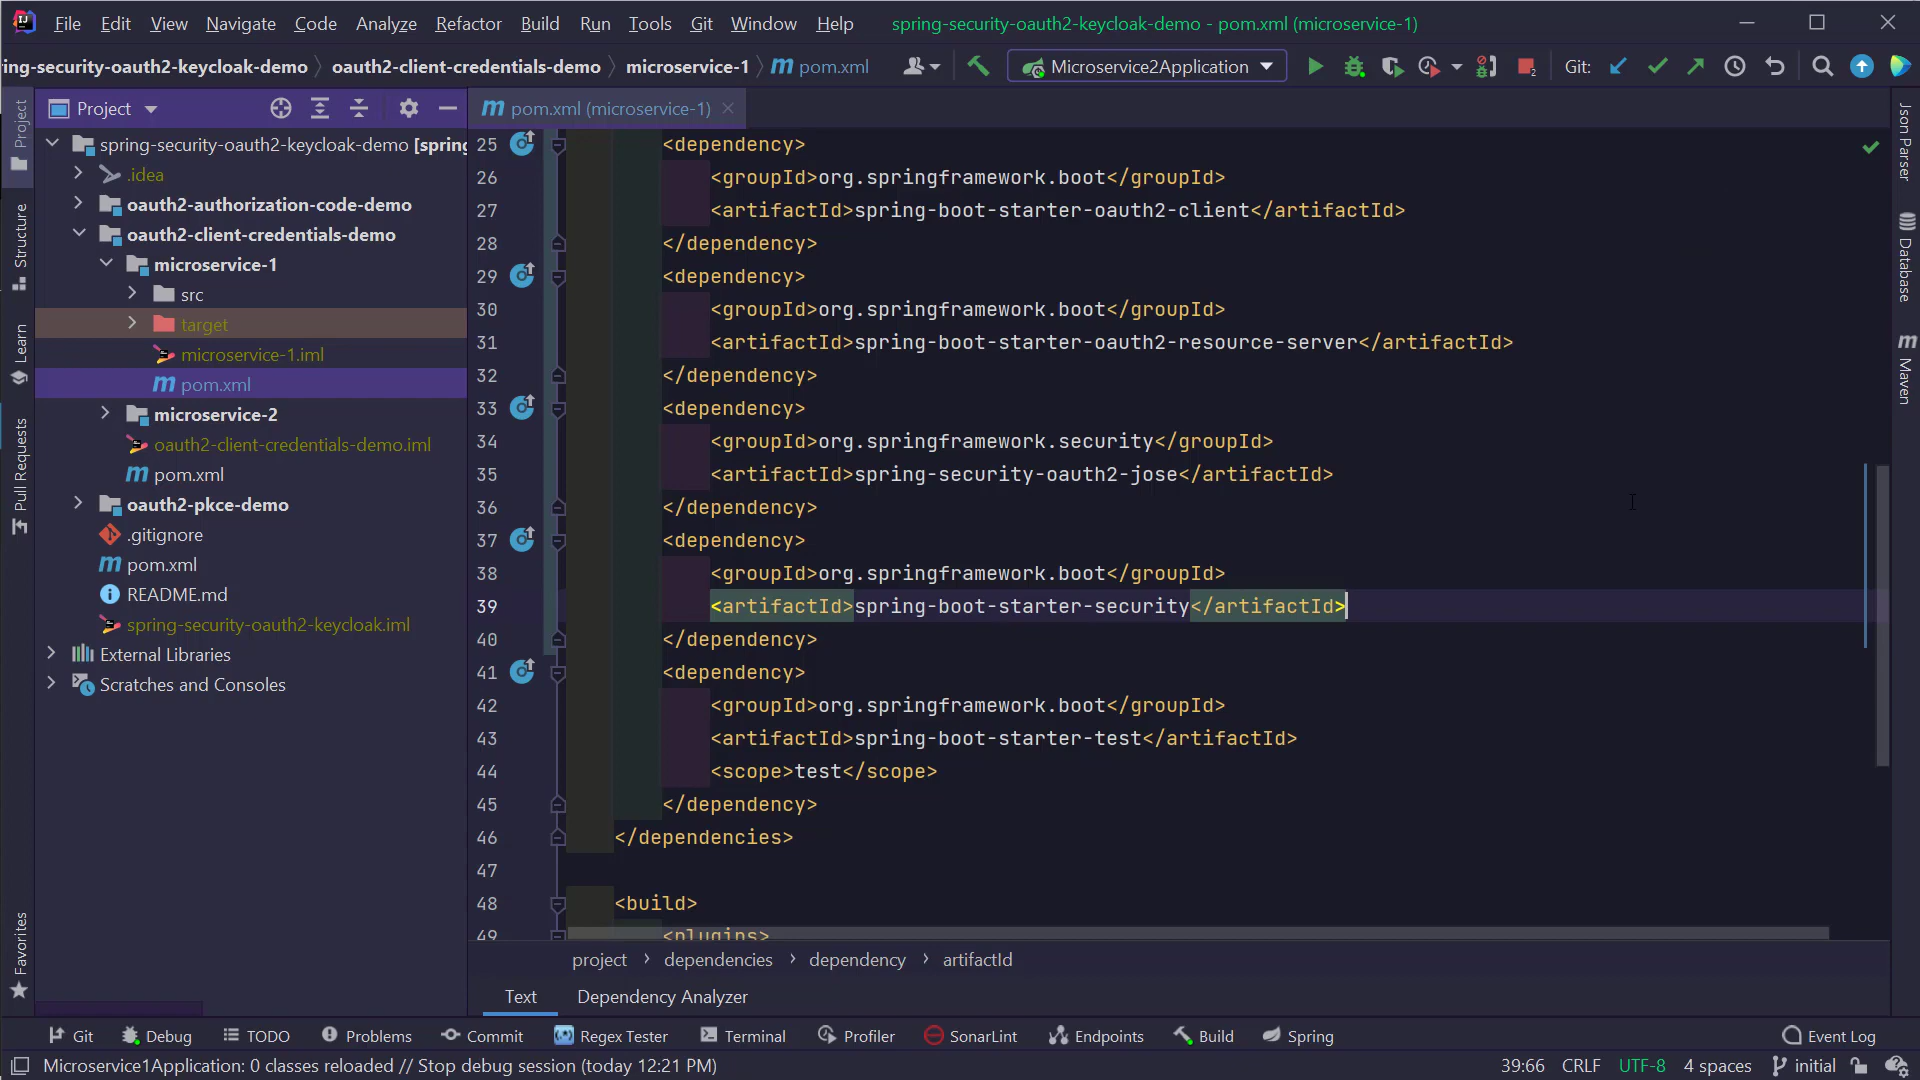 File Edit View Navigate Code Analyze Refactor Build Run Tools Git Window Help spring-security-oauth2-keycloak-demo - pom.xml (microservice-1)
ing-security-oauth2-keycloak-demo oauth2-client-credentials-demo microservice-1 m pom.xml Microservice2Application Git:
Project
m pom.xml (microservice-1)
Project
Structure
Learn
Pull Requests
Favorites
spring-security-oauth2-keycloak-demo [spring
.idea
oauth2-authorization-code-demo
oauth2-client-credentials-demo
microservice-1
src
target
microservice-1.iml
m pom.xml
microservice-2
oauth2-client-credentials-demo.iml
m pom.xml
oauth2-pkce-demo
.gitignore
m pom.xml
README.md
spring-security-oauth2-keycloak.iml
External Libraries
Scratches and Consoles
25 <dependency>
26 <groupId>org.springframework.boot</groupId>
27 <artifactId>spring-boot-starter-oauth2-client</artifactId>
28 </dependency>
29 <dependency>
30 <groupId>org.springframework.boot</groupId>
31 <artifactId>spring-boot-starter-oauth2-resource-server</artifactId>
32 </dependency>
33 <dependency>
34 <groupId>org.springframework.security</groupId>
35 <artifactId>spring-security-oauth2-jose</artifactId>
36 </dependency>
37 <dependency>
38 <groupId>org.springframework.boot</groupId>
39 <artifactId>spring-boot-starter-security</artifactId>
40 </dependency>
41 <dependency>
42 <groupId>org.springframework.boot</groupId>
43 <artifactId>spring-boot-starter-test</artifactId>
44 <scope>test</scope>
45 </dependency>
46 </dependencies>
47
48 <build>
49 <plugins>
Json Parser
Database
m Maven
project › dependencies › dependency › artifactId
Text Dependency Analyzer
Git Debug TODO Problems Commit Regex Tester Terminal Profiler SonarLint Endpoints Build Spring Event Log
Microservice1Application: 0 classes reloaded // Stop debug session (today 12:21 PM) 39:66 CRLF UTF-8 4 spaces initial